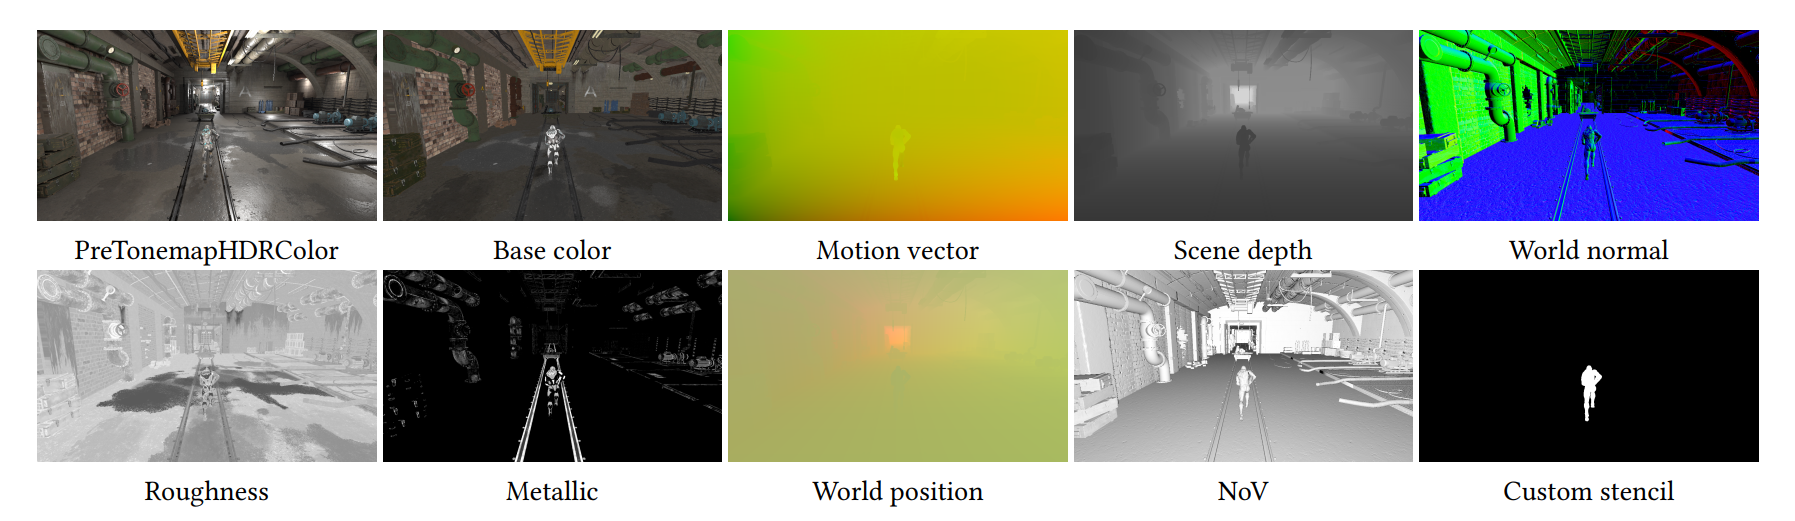 PreTonemapHDRColor
Base color
Motion vector
Scene depth
World normal
Roughness
Metallic
World position
NoV
Custom stencil